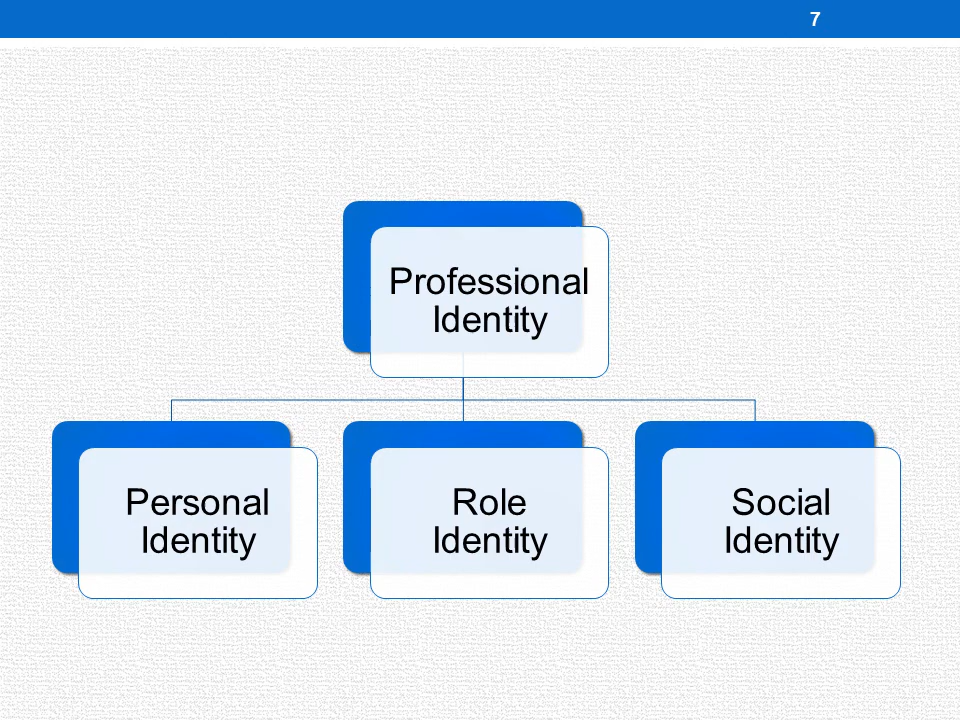 7
Professional
Identity
Personal
Identity
Role
Identity
Social
Identity